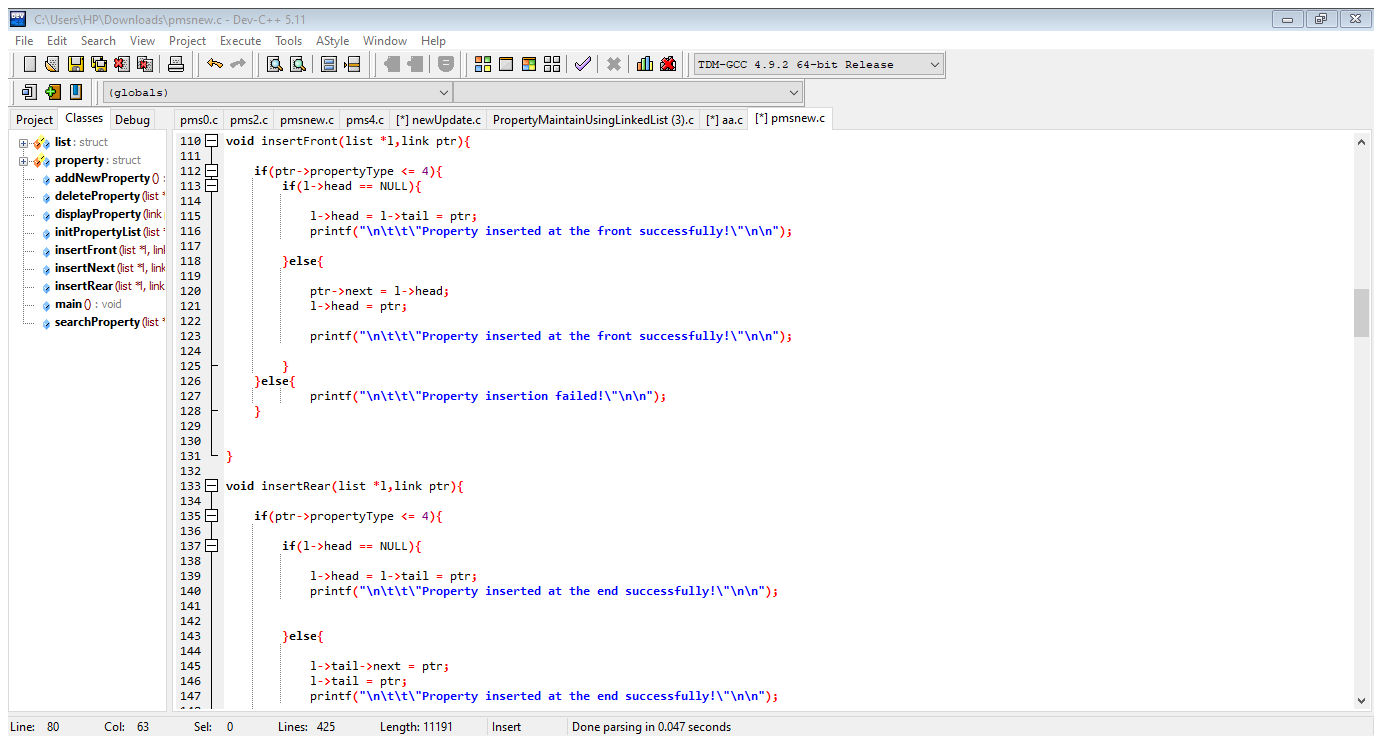 C:\Users\HP\Downloads\pmsnew.c - Dev-C++ 5.11
File Edit Search View Project Execute Tools AStyle Window Help
TDM-GCC 4.9.2 64-bit Release
(globals)
Project Classes Debug
pms0.c pms2.c pmsnew.c pms4.c [*] newUpdate.c PropertyMaintainUsingLinkedList (3).c [*] aa.c [*] pmsnew.c
list : struct
property : struct
addNewProperty () :
deleteProperty (list *
displayProperty (link
initPropertyList (list *
insertFront (list *l, link
insertNext (list *l, link
insertRear (list *l, link
main () : void
searchProperty (list *
110 void insertFront(list *l,link ptr){
111
112 if(ptr->propertyType <= 4){
113 if(l->head == NULL){
114
115 l->head = l->tail = ptr;
116 printf("\n\t\t\"Property inserted at the front successfully!\"\n\n");
117
118 }else{
119
120 ptr->next = l->head;
121 l->head = ptr;
122
123 printf("\n\t\t\"Property inserted at the front successfully!\"\n\n");
124
125 }
126 }else{
127 printf("\n\t\t\"Property insertion failed!\"\n\n");
128 }
129
130
131 }
132
133 void insertRear(list *l,link ptr){
134
135 if(ptr->propertyType <= 4){
136
137 if(l->head == NULL){
138
139 l->head = l->tail = ptr;
140 printf("\n\t\t\"Property inserted at the end successfully!\"\n\n");
141
142
143 }else{
144
145 l->tail->next = ptr;
146 l->tail = ptr;
147 printf("\n\t\t\"Property inserted at the end successfully!\"\n\n");
Line: 80 Col: 63 Sel: 0 Lines: 425 Length: 11191 Insert Done parsing in 0.047 seconds